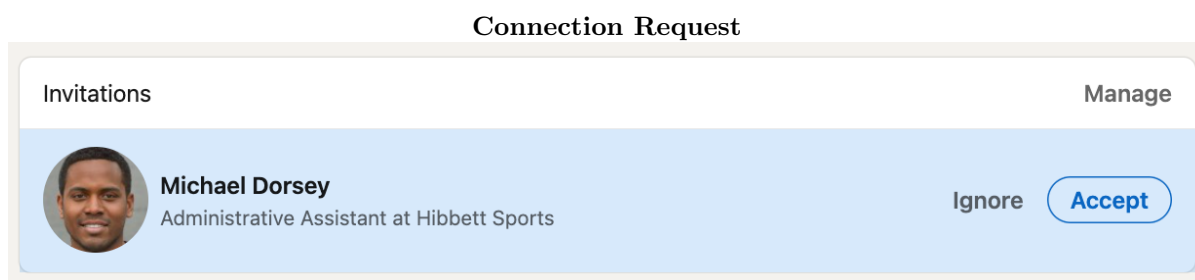 Connection Request
Invitations Manage
Michael Dorsey
Administrative Assistant at Hibbett Sports
Ignore Accept